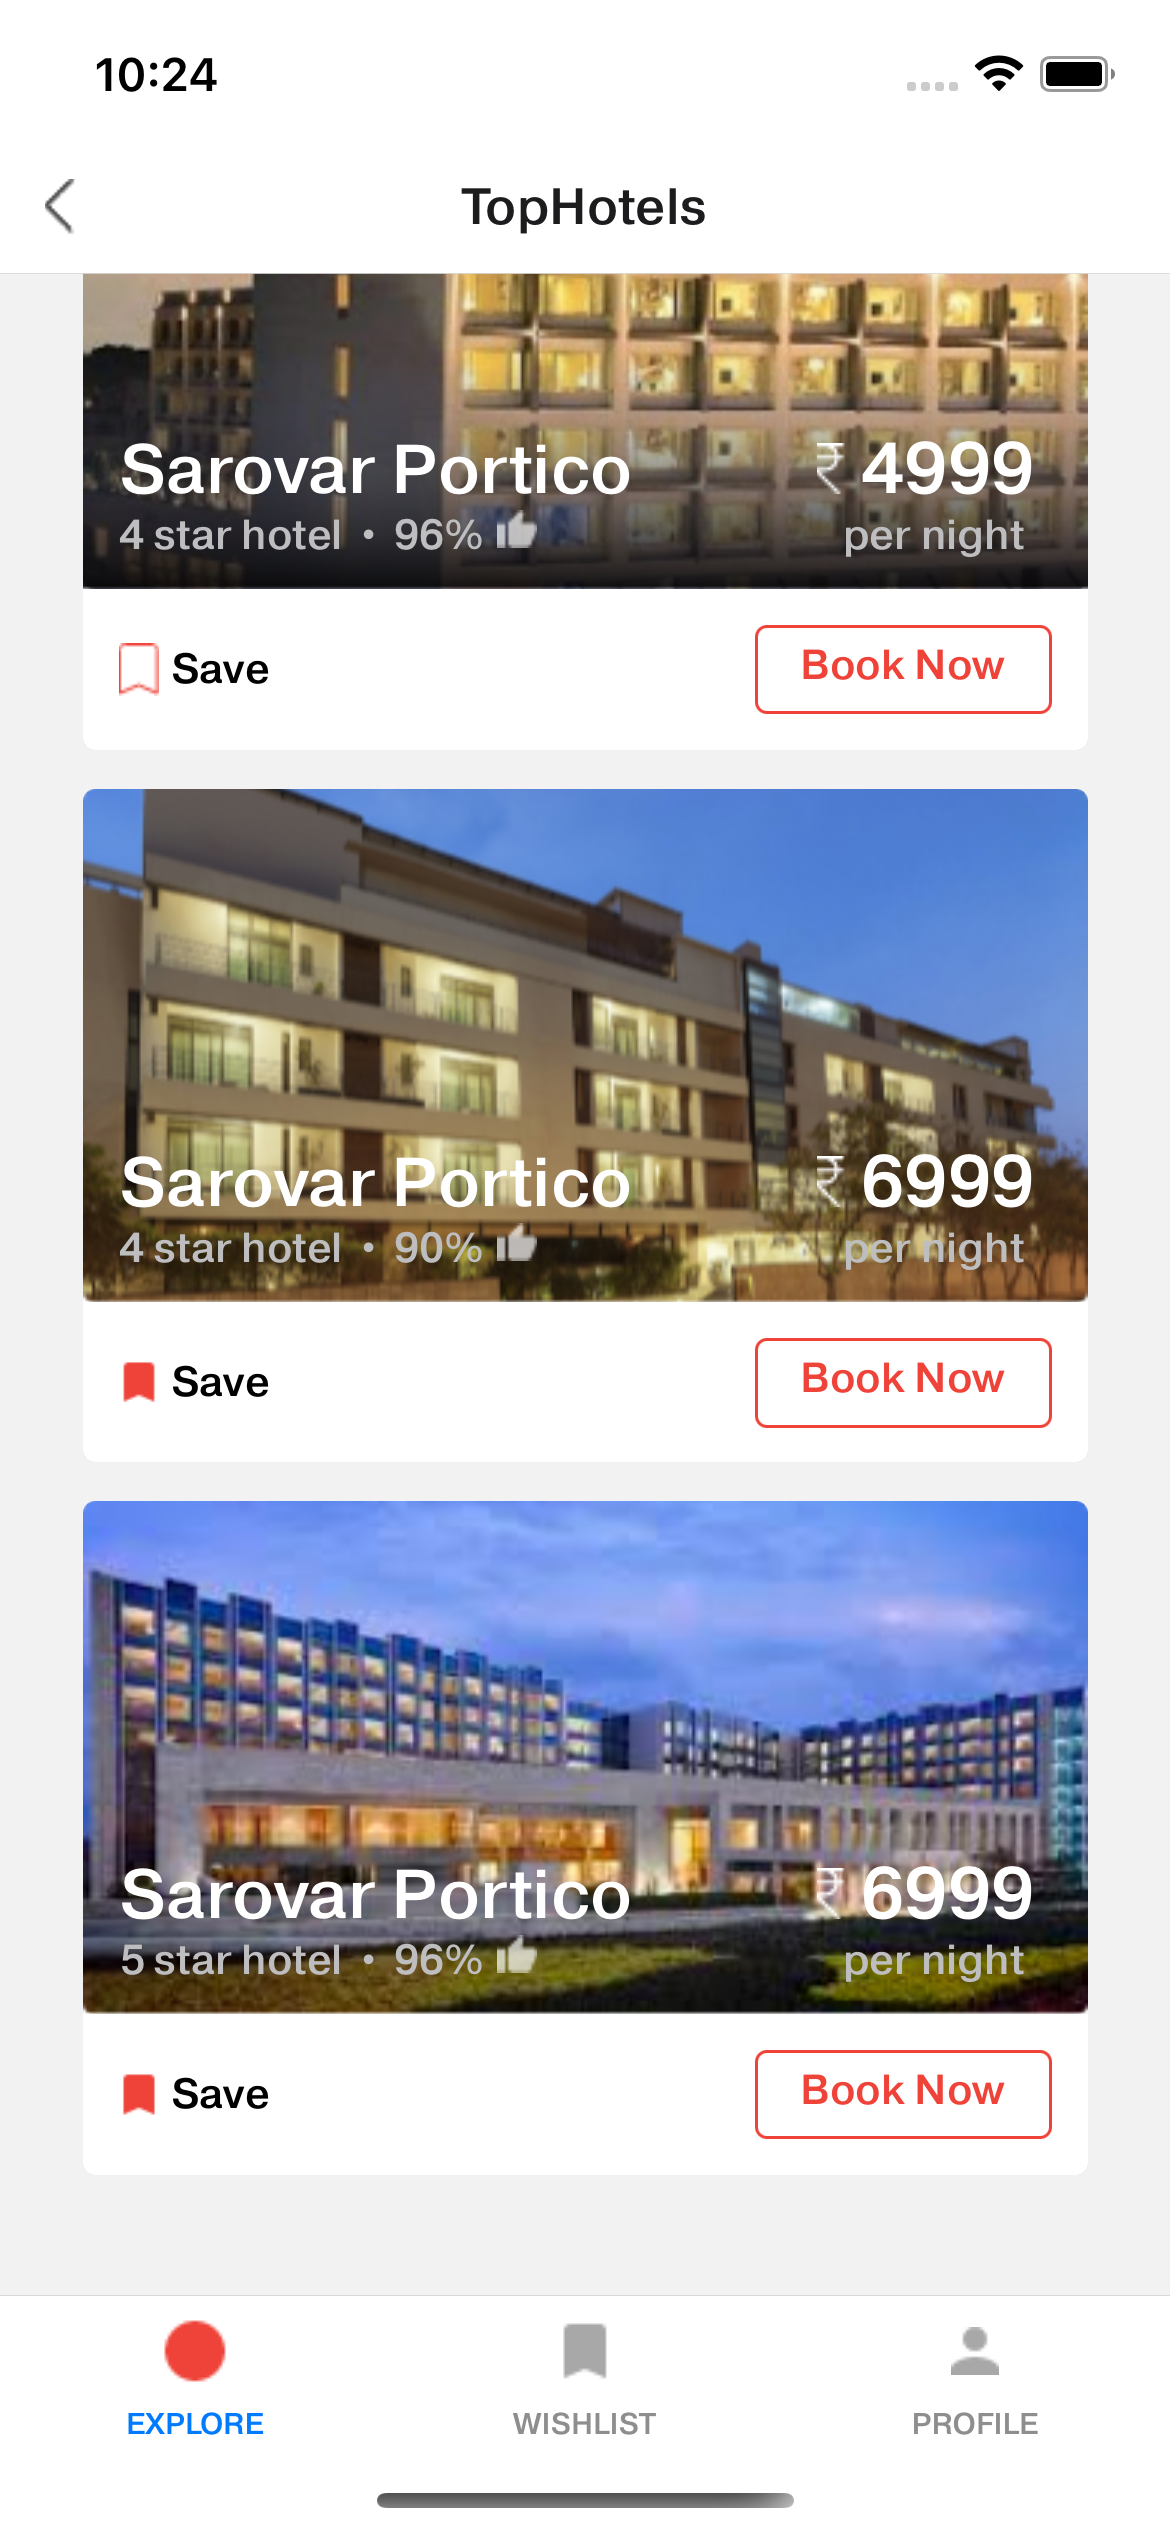 10:24
TopHotels
Sarovar Portico ₹ 4999
4 star hotel • 96% per night
Save Book Now
Sarovar Portico ₹ 6999
4 star hotel • 90% per night
Save Book Now
Sarovar Portico ₹ 6999
5 star hotel • 96% per night
Save Book Now
EXPLORE WISHLIST PROFILE